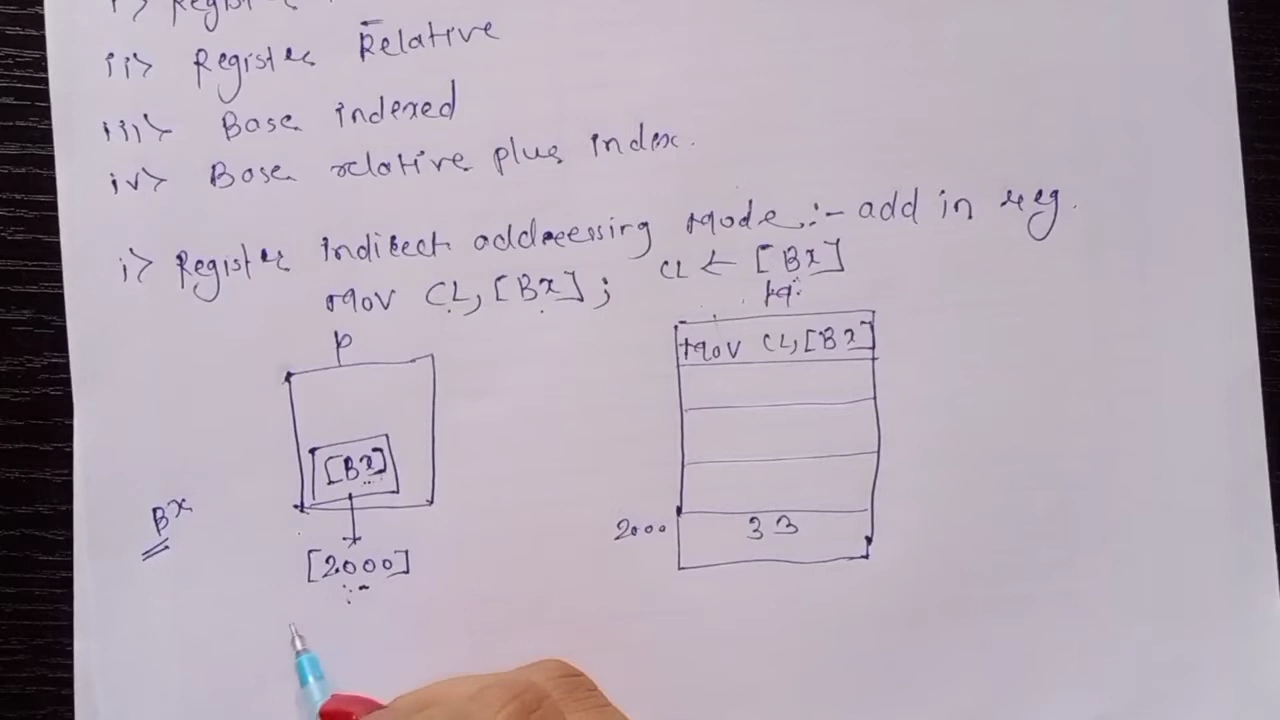 i> Register
ii> Register Relative
iii> Base indexed
iv> Base relative plus index.
i> Register indirect addressing mode :- add in reg.
mov CL, [BX] ; CL ← [BX]
P
mov CL, [BX]
[BX]
BX
2000 33
[2000]